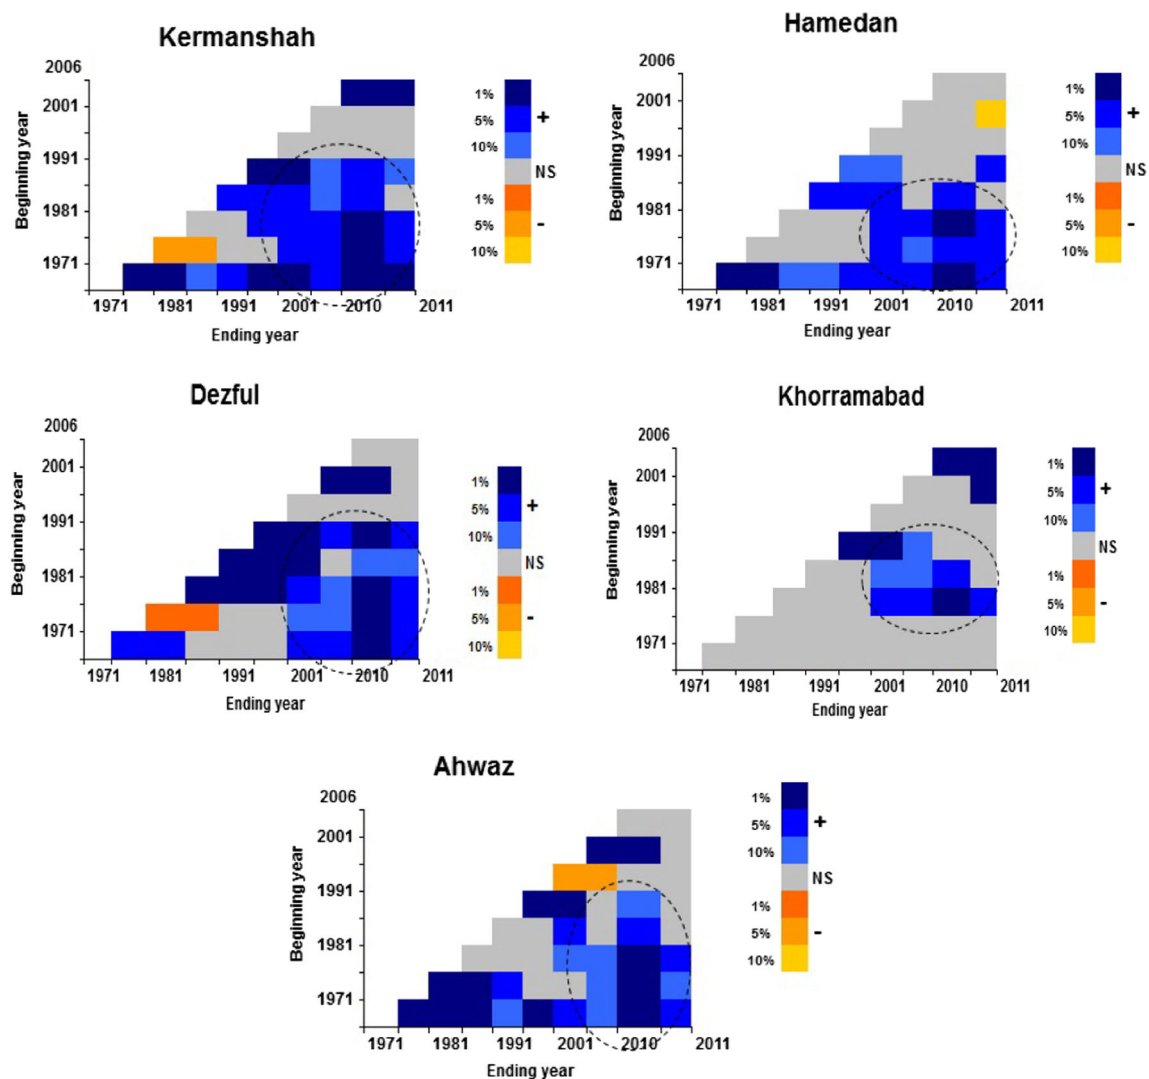 Kermanshah
2006
2001
1991
1981
1971
Beginning year
1971 1981 1991 2001 2010 2011
Ending year
1%
5%
10%
NS
1%
5%
10%
+
-
Hamedan
2006
2001
1991
1981
1971
Beginning year
1971 1981 1991 2001 2010 2011
Ending year
1%
5%
10%
NS
1%
5%
10%
+
-
Dezful
2006
2001
1991
1981
1971
Beginning year
1971 1981 1991 2001 2010 2011
Ending year
1%
5%
10%
NS
1%
5%
10%
+
-
Khorramabad
2006
2001
1991
1981
1971
Beginning year
1971 1981 1991 2001 2010 2011
Ending year
1%
5%
10%
NS
1%
5%
10%
+
-
Ahwaz
2006
2001
1991
1981
1971
Beginning year
1971 1981 1991 2001 2010 2011
Ending year
1%
5%
10%
NS
1%
5%
10%
+
-